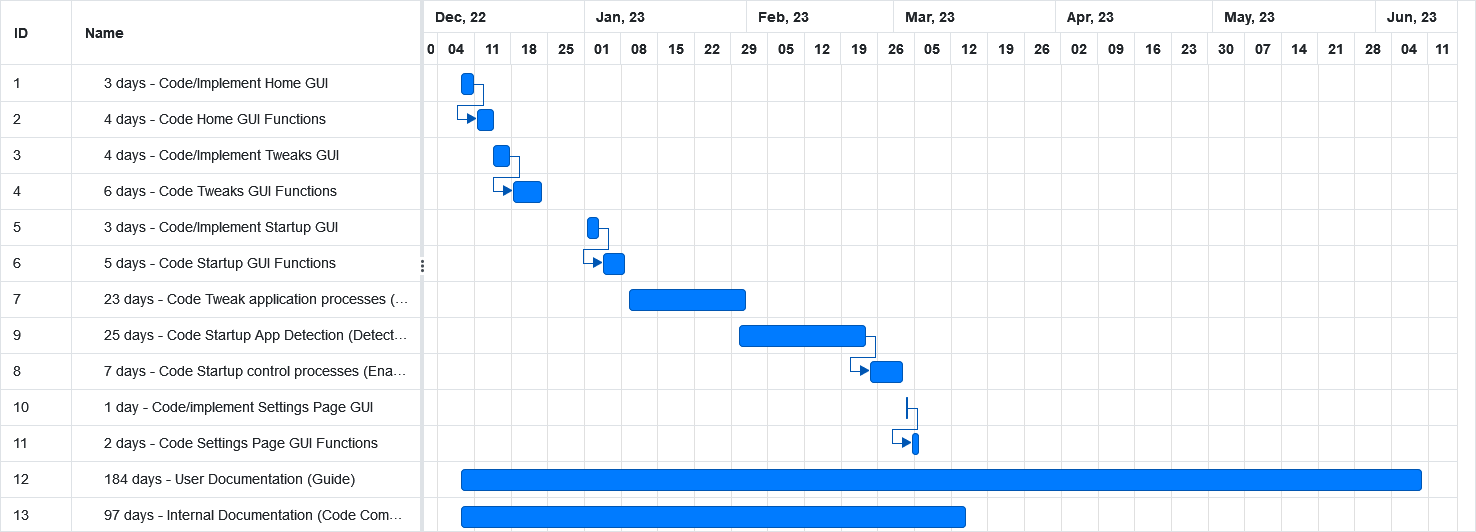 ID Name Dec, 22 Jan, 23 Feb, 23 Mar, 23 Apr, 23 May, 23 Jun, 23
0 04 11 18 25 01 08 15 22 29 05 12 19 26 05 12 19 26 02 09 16 23 30 07 14 21 28 04 11
1 3 days - Code/Implement Home GUI
2 4 days - Code Home GUI Functions
3 4 days - Code/Implement Tweaks GUI
4 6 days - Code Tweaks GUI Functions
5 3 days - Code/Implement Startup GUI
6 5 days - Code Startup GUI Functions
7 23 days - Code Tweak application processes (...
9 25 days - Code Startup App Detection (Detect...
8 7 days - Code Startup control processes (Ena...
10 1 day - Code/implement Settings Page GUI
11 2 days - Code Settings Page GUI Functions
12 184 days - User Documentation (Guide)
13 97 days - Internal Documentation (Code Com...